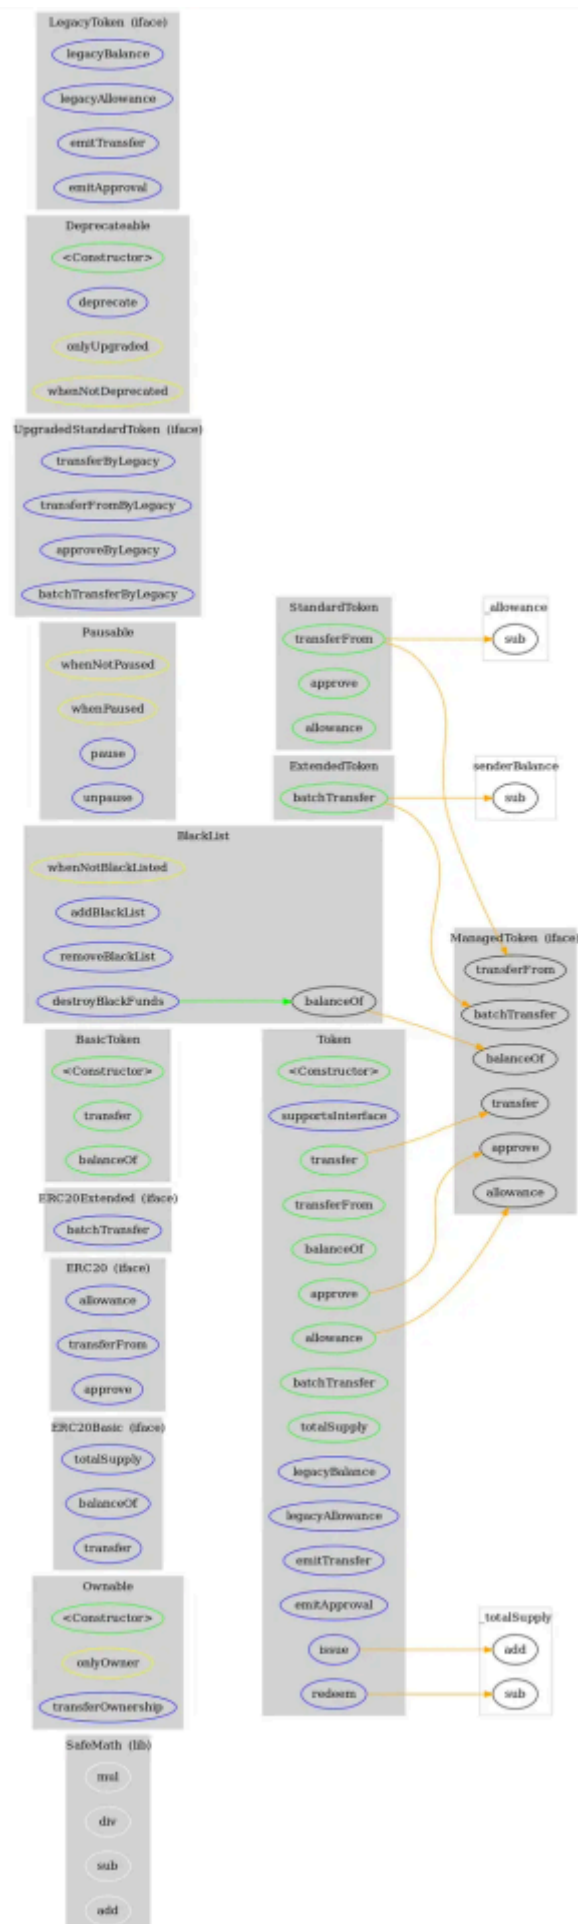 LegacyToken (iface)
legacyBalance
legacyAllowance
emitTransfer
emitApproval
Deprecateable
<Constructor>
deprecate
onlyUpgraded
whenNotDeprecated
UpgradedStandardToken (iface)
transferByLegacy
transferFromByLegacy
approveByLegacy
batchTransferByLegacy
Pausable
whenNotPaused
whenPaused
pause
unpause
StandardToken
transferFrom
approve
allowance
_allowance
sub
ExtendedToken
batchTransfer
senderBalance
sub
BlackList
whenNotBlackListed
addBlackList
removeBlackList
destroyBlackFunds
balanceOf
ManagedToken (iface)
transferFrom
batchTransfer
balanceOf
transfer
approve
allowance
BasicToken
<Constructor>
transfer
balanceOf
ERC20Extended (iface)
batchTransfer
ERC20 (iface)
allowance
transferFrom
approve
ERC20Basic (iface)
totalSupply
balanceOf
transfer
Ownable
<Constructor>
onlyOwner
transferOwnership
SafeMath (lib)
mul
div
sub
add
Token
<Constructor>
supportsInterface
transfer
transferFrom
balanceOf
approve
allowance
batchTransfer
totalSupply
legacyBalance
legacyAllowance
emitTransfer
emitApproval
issue
redeem
_totalSupply
add
sub